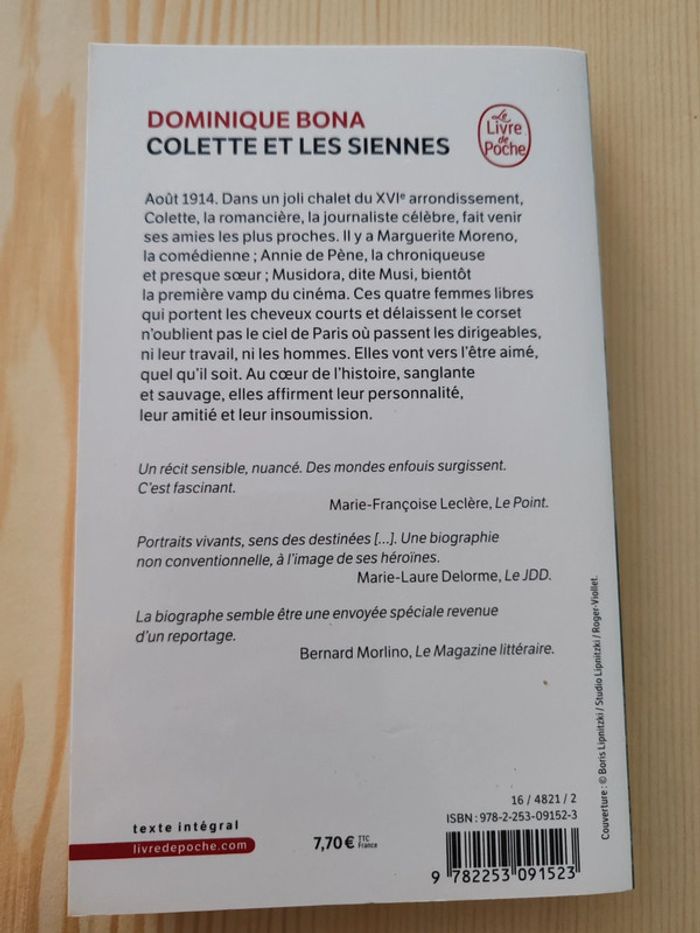 DOMINIQUE BONA
COLETTE ET LES SIENNES
Le
Livre
de
Poche
Août 1914. Dans un joli chalet du XVIe arrondissement,
Colette, la romancière, la journaliste célèbre, fait venir
ses amies les plus proches. Il y a Marguerite Moreno,
la comédienne ; Annie de Pène, la chroniqueuse
et presque sœur ; Musidora, dite Musi, bientôt
la première vamp du cinéma. Ces quatre femmes libres
qui portent les cheveux courts et délaissent le corset
n'oublient pas le ciel de Paris où passent les dirigeables,
ni leur travail, ni les hommes. Elles vont vers l'être aimé,
quel qu'il soit. Au cœur de l'histoire, sanglante
et sauvage, elles affirment leur personnalité,
leur amitié et leur insoumission.
Un récit sensible, nuancé. Des mondes enfouis surgissent.
C'est fascinant.
Marie-Françoise Leclère, Le Point.
Portraits vivants, sens des destinées [...]. Une biographie
non conventionnelle, à l'image de ses héroïnes.
Marie-Laure Delorme, Le JDD.
La biographe semble être une envoyée spéciale revenue
d'un reportage.
Bernard Morlino, Le Magazine littéraire.
Couverture : © Boris Lipnitzki / Studio Lipnitzki / Roger-Viollet.
texte intégral
livredepoche.com
7,70 € TTC
France
16 / 4821 / 2
ISBN : 978-2-253-09152-3
9 782253 091523